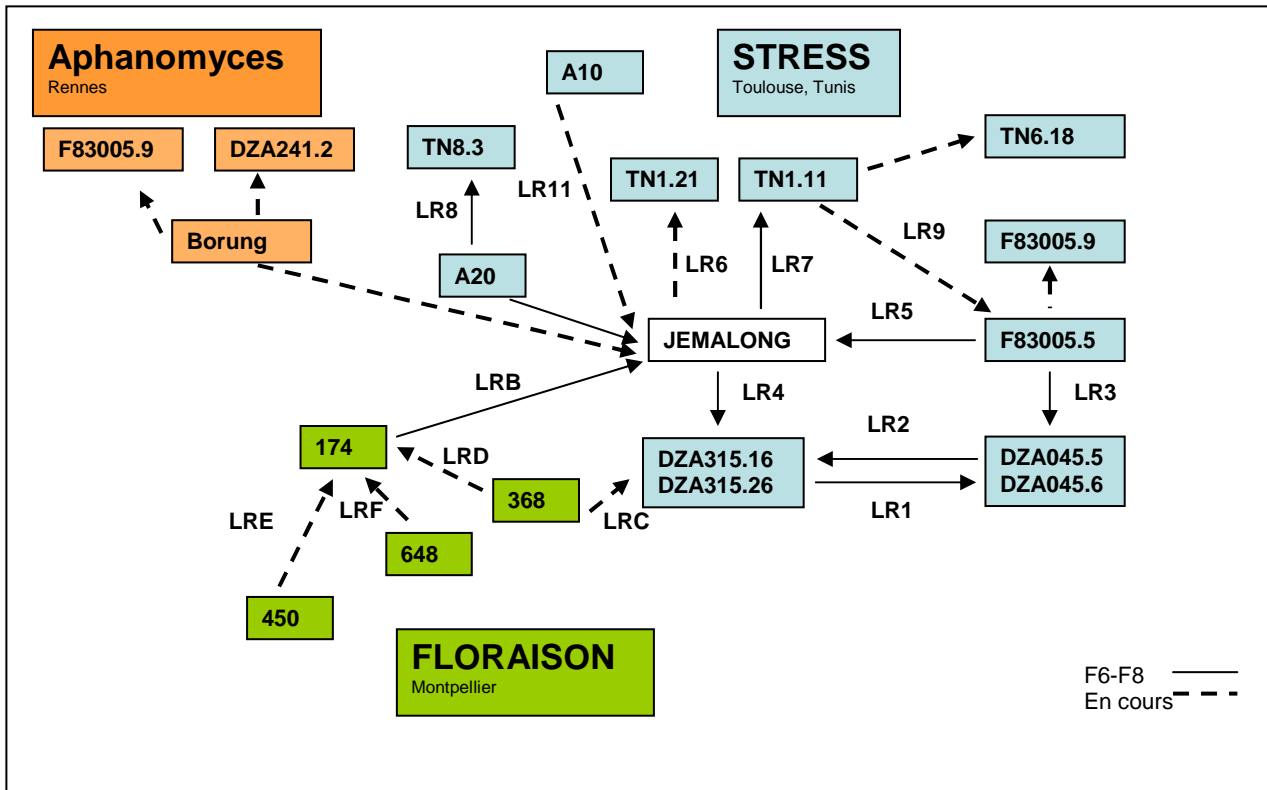 Aphanomyces
Rennes
STRESS
Toulouse, Tunis
A10
F83005.9
DZA241.2
TN8.3
TN6.18
TN1.21
TN1.11
LR11
LR8
Borung
LR9
F83005.9
LR6
LR7
A20
LR5
JEMALONG
F83005.5
LRB
LR4
LR3
LR2
174
LRD
DZA315.16
DZA315.26
DZA045.5
DZA045.6
368
LR1
LRE
LRF
LRC
648
450
FLORAISON
Montpellier
F6-F8
En cours